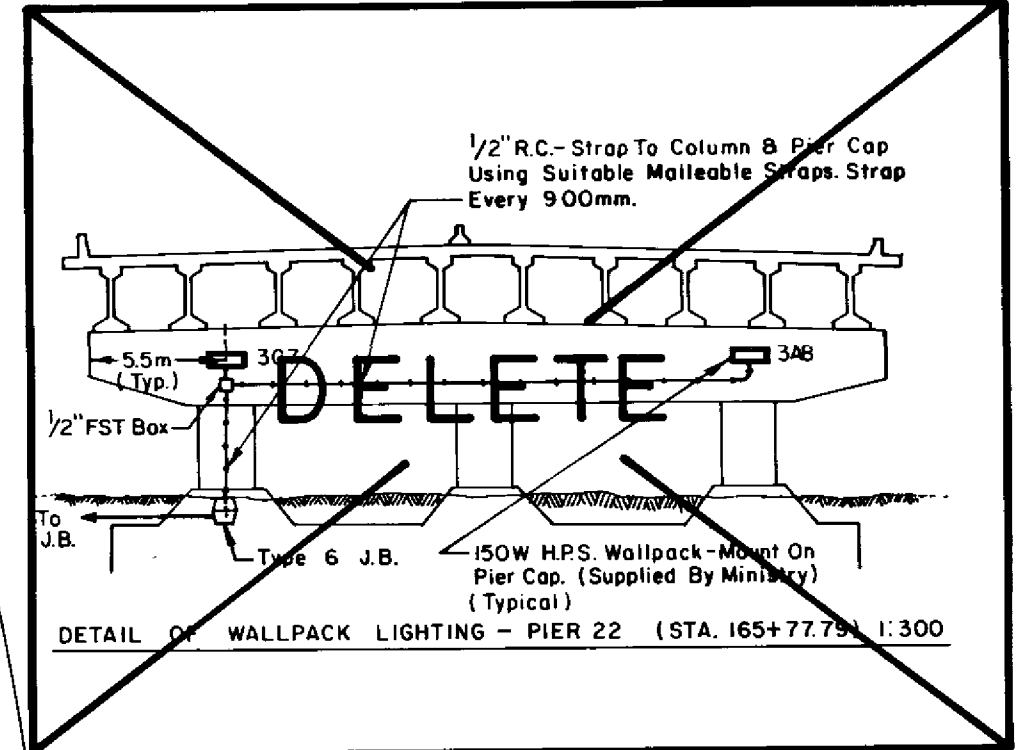 1/2" R.C.- Strap To Column & Pier Cap
Using Suitable Malleable Straps. Strap
Every 900mm.
5.5m
(Typ.)
3AB
DELETE
1/2" FST Box
To
J.B.
Type 6 J.B.
150W H.P.S. Wallpack-Mount On
Pier Cap. (Supplied By Ministry)
(Typical)
DETAIL OF WALLPACK LIGHTING - PIER 22 (STA. 165+77.79) 1:300